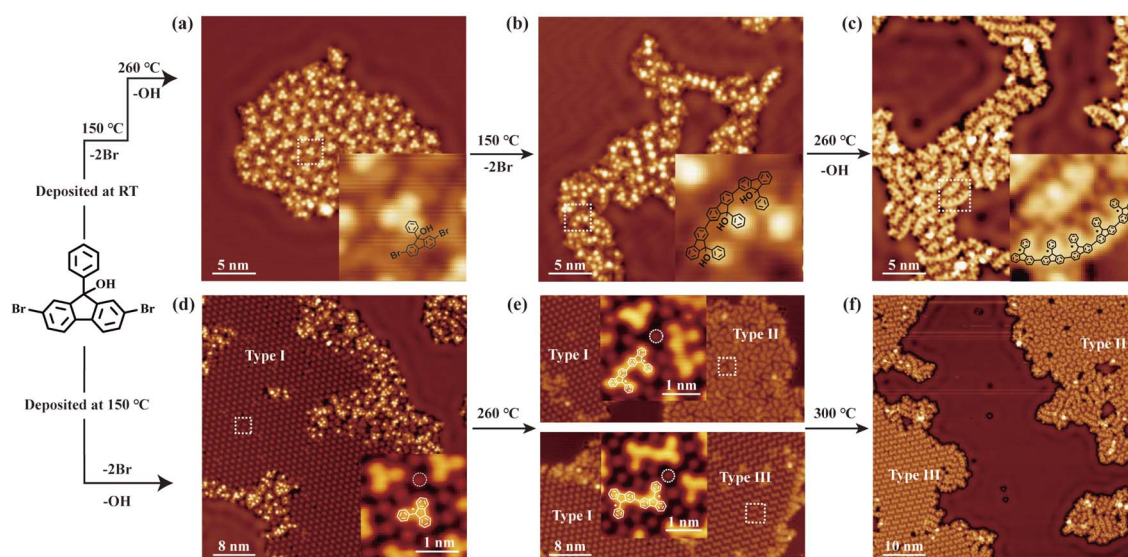 (a)
(b)
(c)
260 ℃
-OH
150 ℃
-2Br
Deposited at RT
OH
Br
Br
OH
Br
Br
5 nm
150 ℃
-2Br
HO
HO
HO
5 nm
260 ℃
-OH
5 nm
(d)
(e)
(f)
Type I
Type I
Type II
1 nm
Type II
Deposited at 150 ℃
260 ℃
300 ℃
-2Br
-OH
8 nm
1 nm
Type I
Type III
1 nm
8 nm
Type III
10 nm